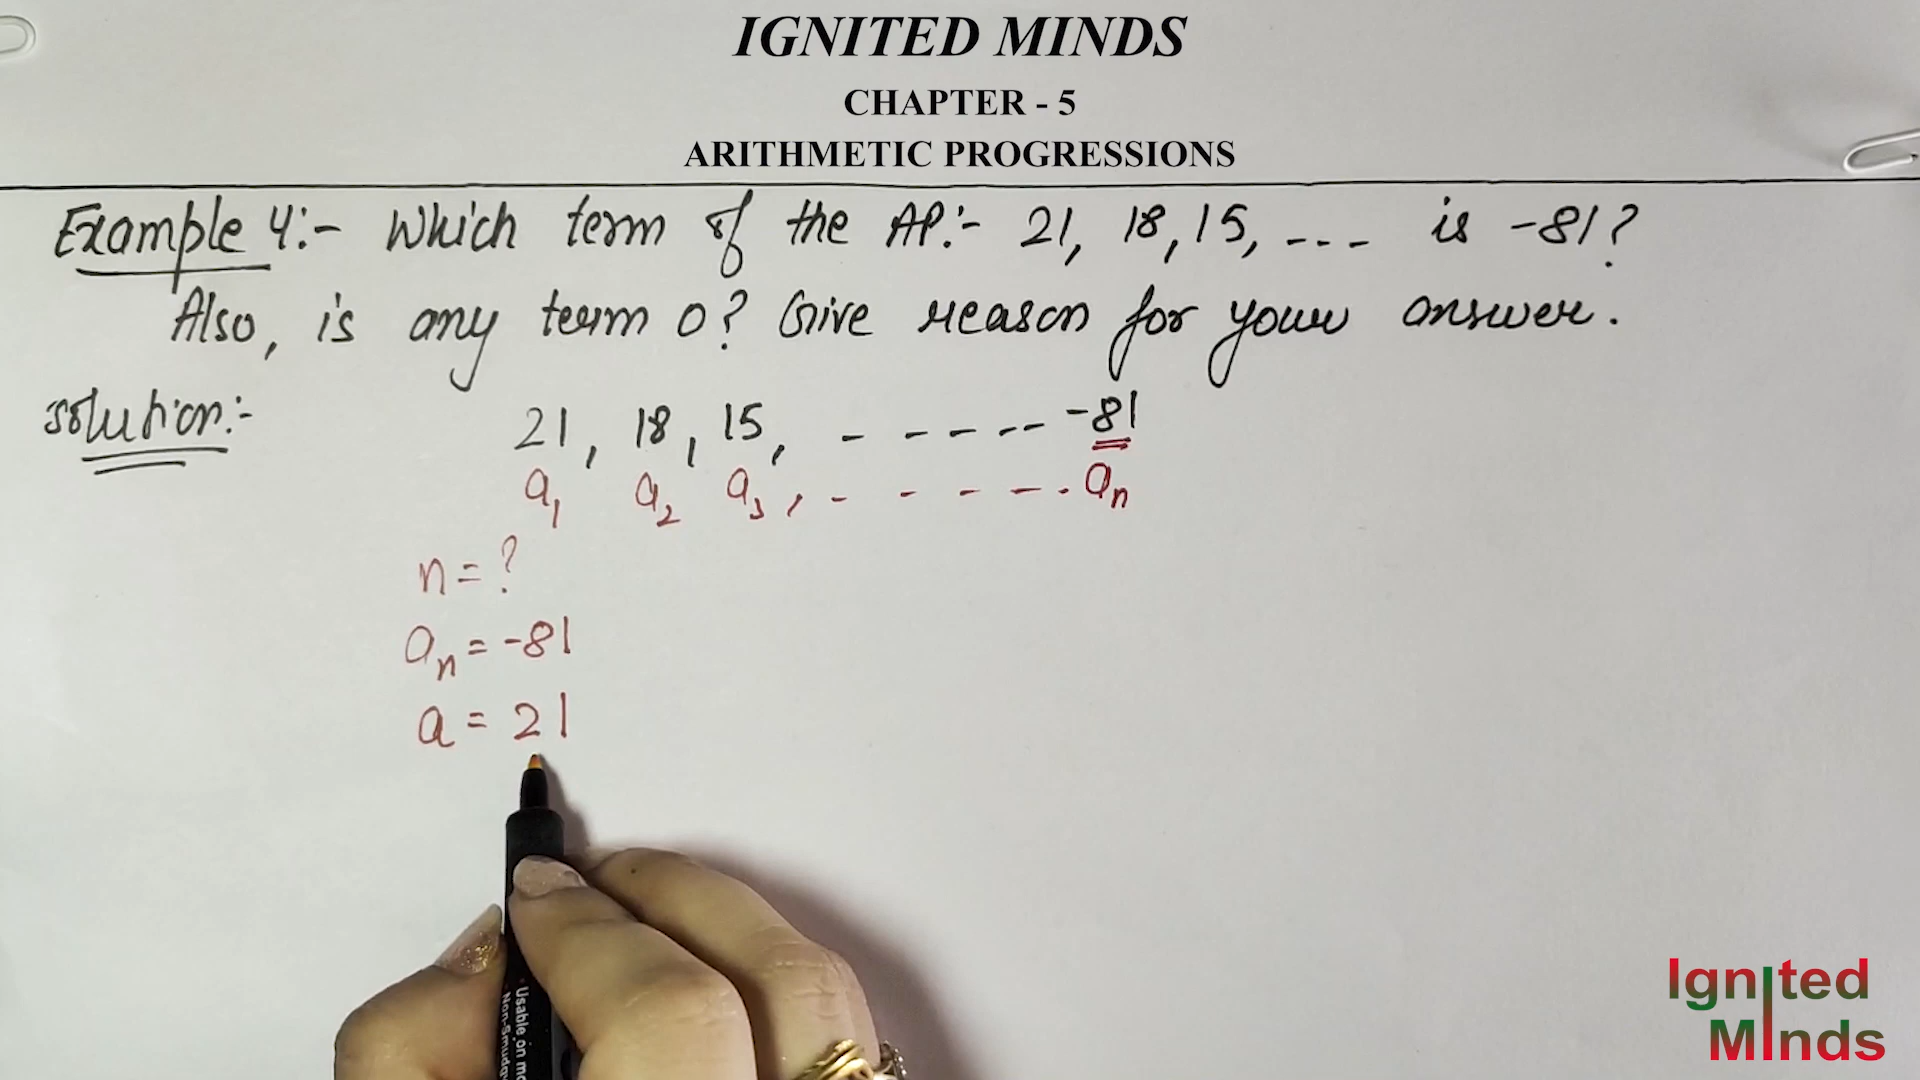 IGNITED MINDS
CHAPTER - 5
ARITHMETIC PROGRESSIONS
Example 4:- Which term of the AP:- 21, 18, 15, --- is -81?
Also, is any term 0? Give reason for your answer.
Solution:-
21, 18, 15, ------ -81
a₁ a₂ a₃, - - - - . aₙ
n = ?
aₙ = -81
a = 21
Usable on
Ignited
Minds